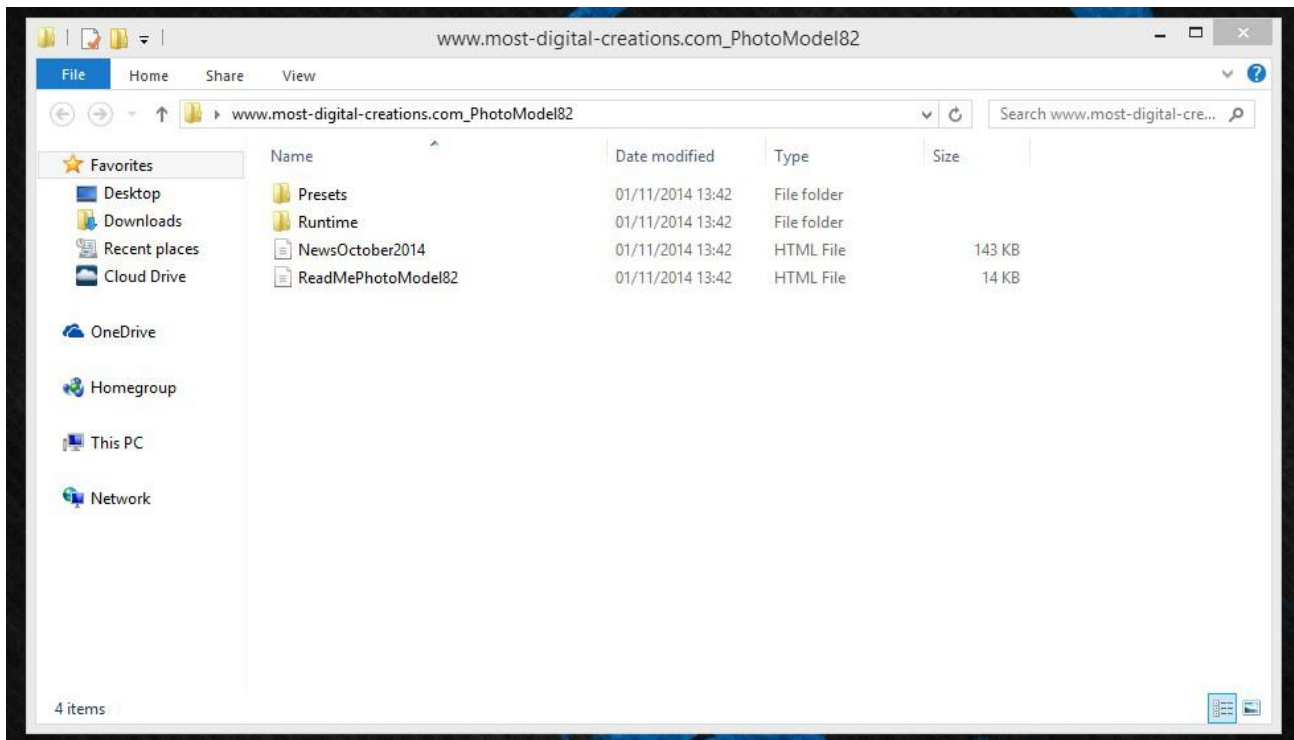 www.most-digital-creations.com_PhotoModel82
File Home Share View
www.most-digital-creations.com_PhotoModel82 Search www.most-digital-cre...
Name Date modified Type Size
Favorites
Desktop
Downloads
Recent places
Cloud Drive
OneDrive
Homegroup
This PC
Network
Presets 01/11/2014 13:42 File folder
Runtime 01/11/2014 13:42 File folder
NewsOctober2014 01/11/2014 13:42 HTML File 143 KB
ReadMePhotoModel82 01/11/2014 13:42 HTML File 14 KB
4 items